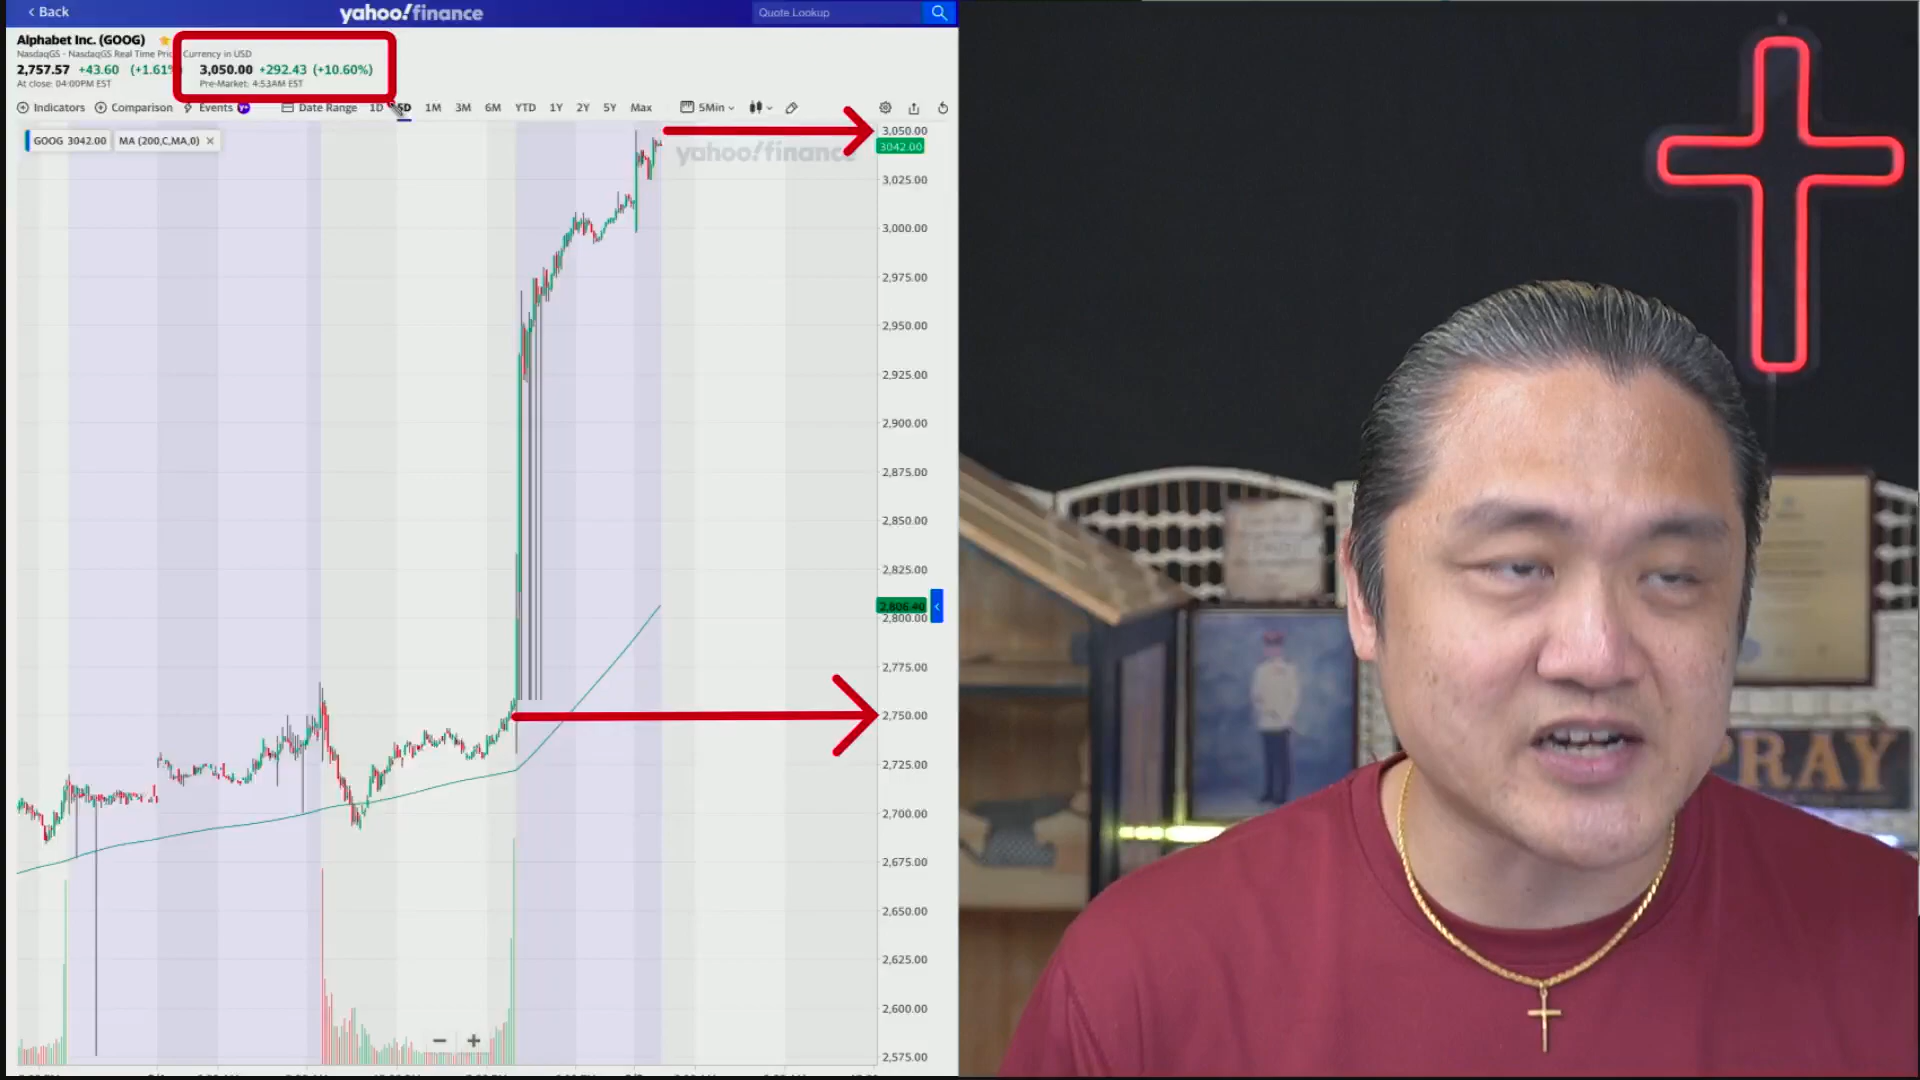 Back
yahoo!finance
Quote Lookup
Alphabet Inc. (GOOG)
NasdaqGS - NasdaqGS Real Time Currency in USD
2,757.57 +43.60 (+1.61% 3,050.00 +292.43 (+10.60%)
At close: 04:00PM EST Pre-Market: 4:53AM EST
Indicators Comparison Events Date Range 1D 5D 1M 3M 6M YTD 1Y 2Y 5Y Max 5Min
GOOG 3042.00 MA (200,C,MA,0)
yahoo!finance
3,050.00
3042.00
3,025.00
3,000.00
2,975.00
2,950.00
2,925.00
2,900.00
2,875.00
2,850.00
2,825.00
2,806.40
2,800.00
2,775.00
2,750.00
2,725.00
2,700.00
2,675.00
2,650.00
2,625.00
2,600.00
2,575.00
PRAY